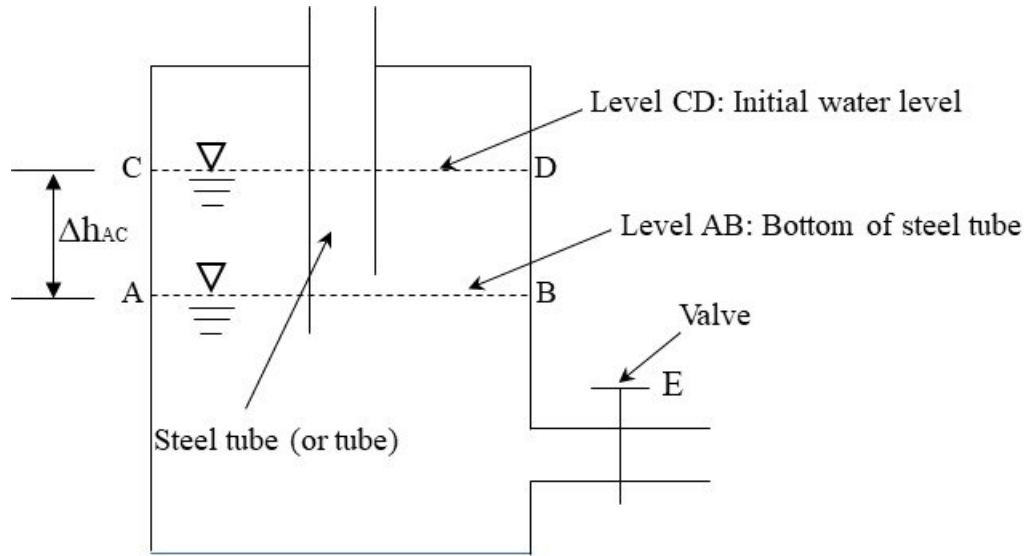 Level CD: Initial water level
C
D
ΔhAC
Level AB: Bottom of steel tube
A
B
Valve
E
Steel tube (or tube)